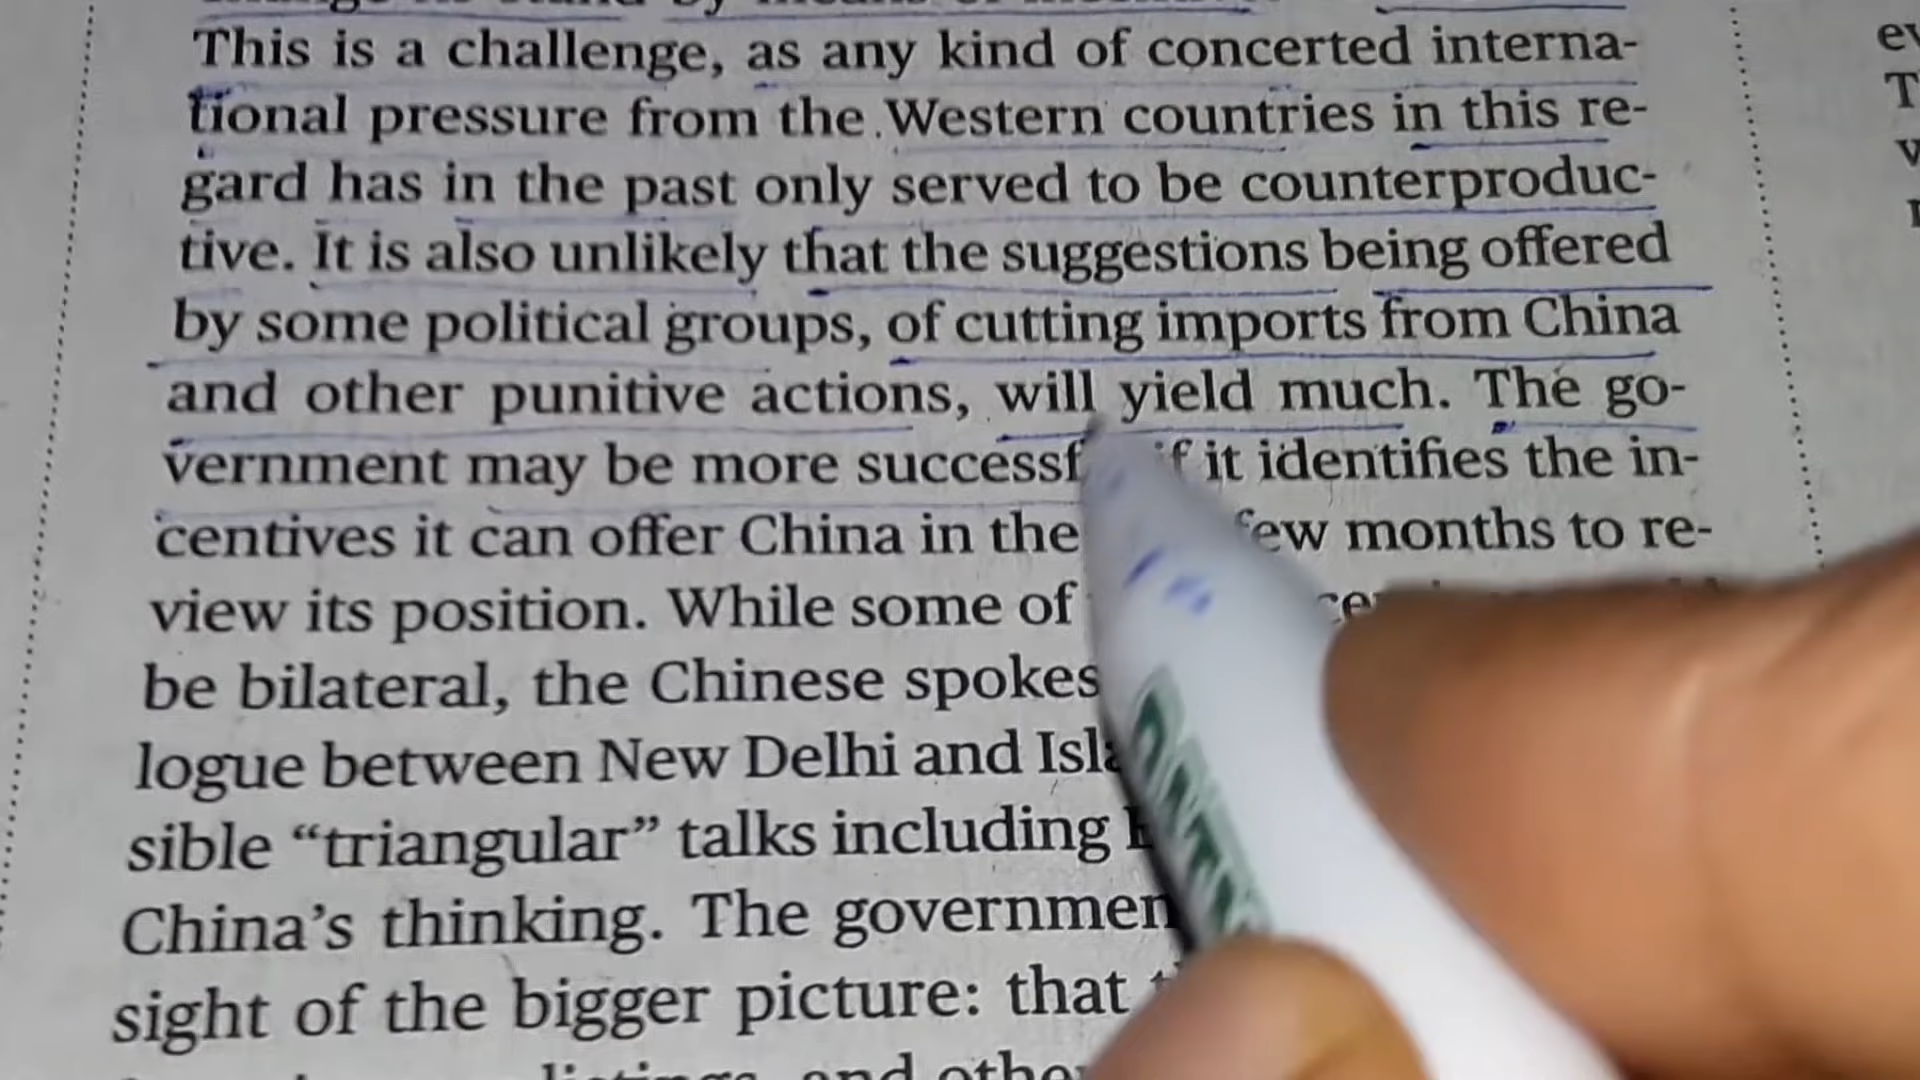 This is a challenge, as any kind of concerted interna-
tional pressure from the Western countries in this re-
gard has in the past only served to be counterproduc-
tive. It is also unlikely that the suggestions being offered
by some political groups, of cutting imports from China
and other punitive actions, will yield much. The go-
vernment may be more if it identifies the in-
centives it can offer China in the few months to re-
view its position. While some of
be bilateral, the Chinese
logue between New Delhi and
sible “triangular” talks including
China’s thinking. The
sight of the bigger picture: that